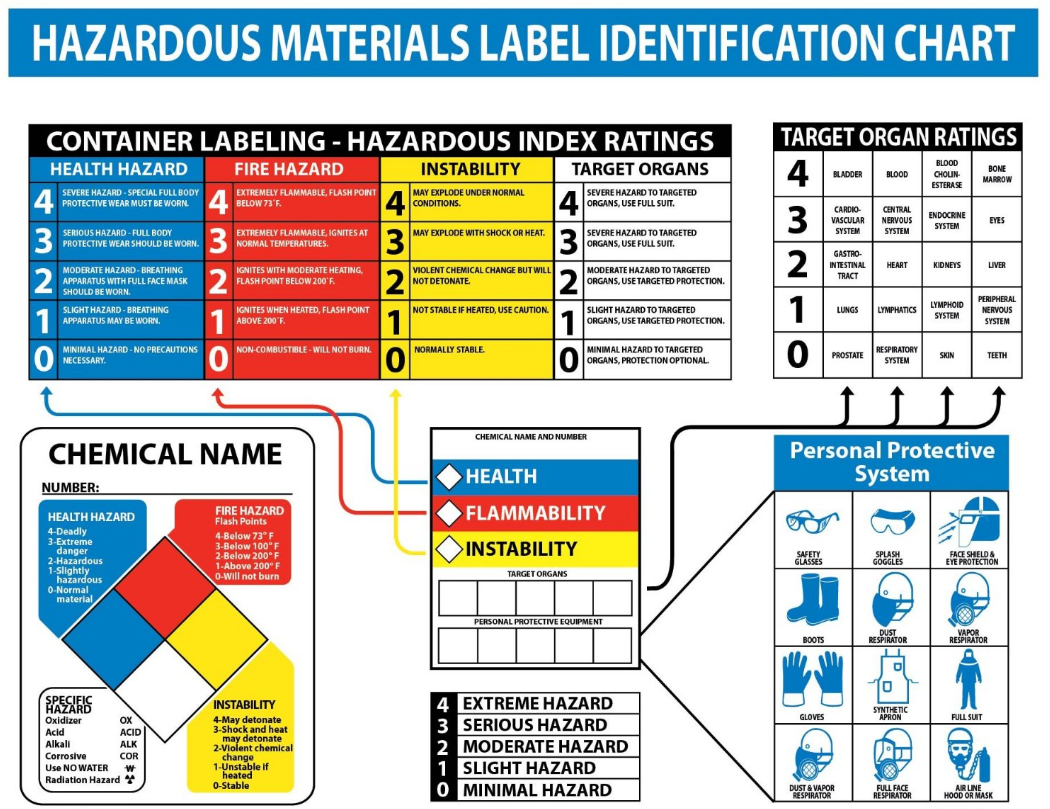 HAZARDOUS MATERIALS LABEL IDENTIFICATION CHART
CONTAINER LABELING - HAZARDOUS INDEX RATINGS
HEALTH HAZARD
4
SEVERE HAZARD - SPECIAL FULL BODY
PROTECTIVE WEAR MUST BE WORN.
3
SERIOUS HAZARD - FULL BODY
PROTECTIVE WEAR SHOULD BE WORN.
2
MODERATE HAZARD - BREATHING
APPARATUS WITH FULL FACE MASK
SHOULD BE WORN.
1
SLIGHT HAZARD - BREATHING
APPARATUS MAY BE WORN.
0
MINIMAL HAZARD - NO PRECAUTIONS
NECESSARY.
FIRE HAZARD
4
EXTREMELY FLAMMABLE, FLASH POINT
BELOW 73°F.
3
EXTREMELY FLAMMABLE, IGNITES AT
NORMAL TEMPERATURES.
2
IGNITES WITH MODERATE HEATING,
FLASH POINT BELOW 200°F.
1
IGNITES WHEN HEATED, FLASH POINT
ABOVE 200°F.
0
NON-COMBUSTIBLE - WILL NOT BURN.
INSTABILITY
4
MAY EXPLODE UNDER NORMAL
CONDITIONS.
3
MAY EXPLODE WITH SHOCK OR HEAT.
2
VIOLENT CHEMICAL CHANGE BUT WILL
NOT DETONATE.
1
NOT STABLE IF HEATED, USE CAUTION.
0
NORMALLY STABLE.
TARGET ORGANS
4
SEVERE HAZARD TO TARGETED
ORGANS, USE FULL SUIT.
3
SEVERE HAZARD TO TARGETED
ORGANS, USE FULL SUIT.
2
MODERATE HAZARD TO TARGETED
ORGANS, USE TARGETED PROTECTION.
1
SLIGHT HAZARD TO TARGETED
ORGANS, USE TARGETED PROTECTION.
0
MINIMAL HAZARD TO TARGETED
ORGANS, PROTECTION OPTIONAL.
TARGET ORGAN RATINGS
4
BLADDER
BLOOD
BLOOD
CHOLIN-
ESTERASE
BONE
MARROW
3
CARDIO-
VASCULAR
SYSTEM
CENTRAL
NERVOUS
SYSTEM
ENDOCRINE
SYSTEM
EYES
2
GASTRO-
INTESTINAL
TRACT
HEART
KIDNEYS
LIVER
1
LUNGS
LYMPHATICS
LYMPHOID
SYSTEM
PERIPHERAL
NERVOUS
SYSTEM
0
PROSTATE
RESPIRATORY
SYSTEM
SKIN
TEETH
CHEMICAL NAME
NUMBER:
HEALTH HAZARD
4-Deadly
3-Extreme
danger
2-Hazardous
1-Slightly
hazardous
0-Normal
material
FIRE HAZARD
Flash Points
4-Below 73° F
3-Below 100° F
2-Below 200° F
1-Above 200° F
0-Will not burn
SPECIFIC
HAZARD
Oxidizer OX
Acid ACID
Alkali ALK
Corrosive COR
Use NO WATER W
Radiation Hazard
INSTABILITY
4-May detonate
3-Shock and heat
may detonate
2-Violent chemical
change
1-Unstable if
heated
0-Stable
CHEMICAL NAME AND NUMBER
HEALTH
FLAMMABILITY
INSTABILITY
TARGET ORGANS
PERSONAL PROTECTIVE EQUIPMENT
4 EXTREME HAZARD
3 SERIOUS HAZARD
2 MODERATE HAZARD
1 SLIGHT HAZARD
0 MINIMAL HAZARD
Personal Protective
System
SAFETY
GLASSES
SPLASH
GOGGLES
FACE SHIELD &
EYE PROTECTION
BOOTS
DUST
RESPIRATOR
VAPOR
RESPIRATOR
GLOVES
SYNTHETIC
APRON
FULL SUIT
DUST & VAPOR
RESPIRATOR
FULL FACE
RESPIRATOR
AIR LINE
HOOD OR MASK